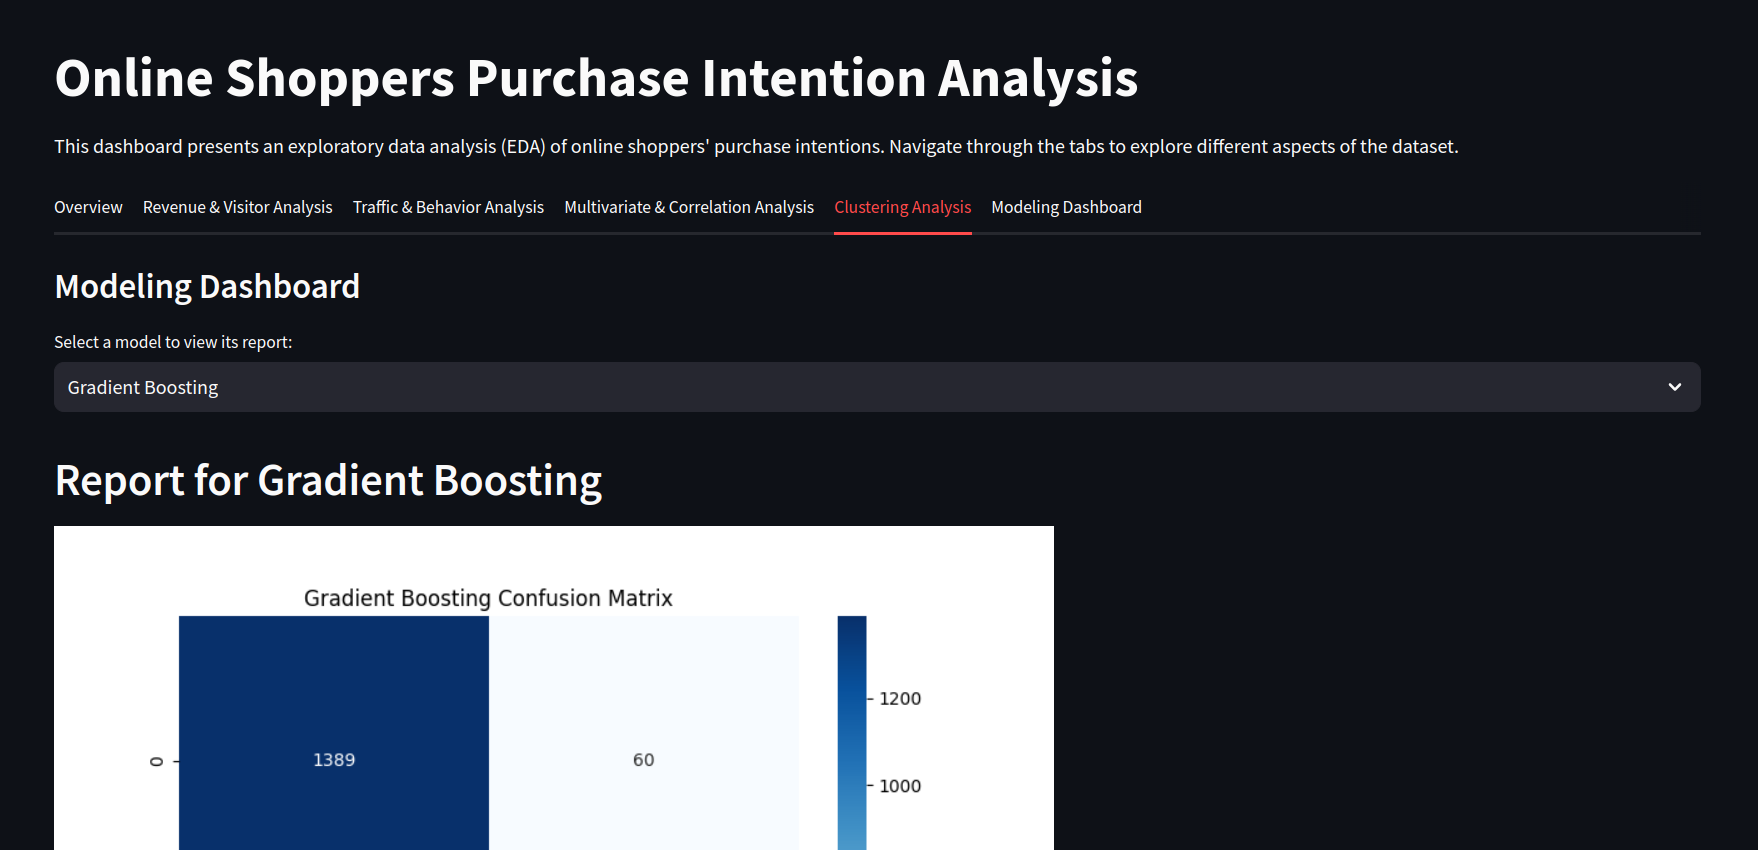 Online Shoppers Purchase Intention Analysis
This dashboard presents an exploratory data analysis (EDA) of online shoppers' purchase intentions. Navigate through the tabs to explore different aspects of the dataset.
Overview Revenue & Visitor Analysis Traffic & Behavior Analysis Multivariate & Correlation Analysis Clustering Analysis Modeling Dashboard
Modeling Dashboard
Select a model to view its report:
Gradient Boosting
Report for Gradient Boosting
Gradient Boosting Confusion Matrix
1200
0 1389 60
1000